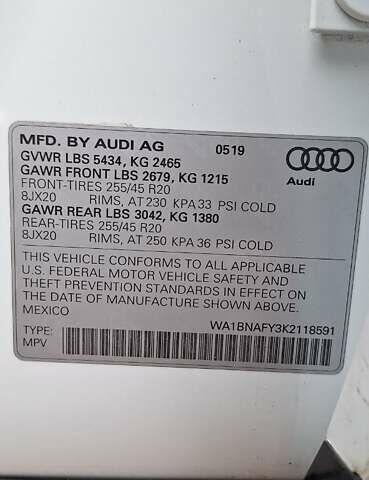 MFD. BY AUDI AG 0519
GVWR LBS 5434, KG 2465
GAWR FRONT LBS 2679, KG 1215
FRONT-TIRES 255/45 R20
8JX20 RIMS, AT 230 KPA 33 PSI COLD
GAWR REAR LBS 3042, KG 1380
REAR-TIRES 255/45 R20
8JX20 RIMS, AT 250 KPA 36 PSI COLD
Audi
THIS VEHICLE CONFORMS TO ALL APPLICABLE
U.S. FEDERAL MOTOR VEHICLE SAFETY AND
THEFT PREVENTION STANDARDS IN EFFECT ON
THE DATE OF MANUFACTURE SHOWN ABOVE.
MEXICO WA1BNAFY3K2118591
TYPE:
MPV